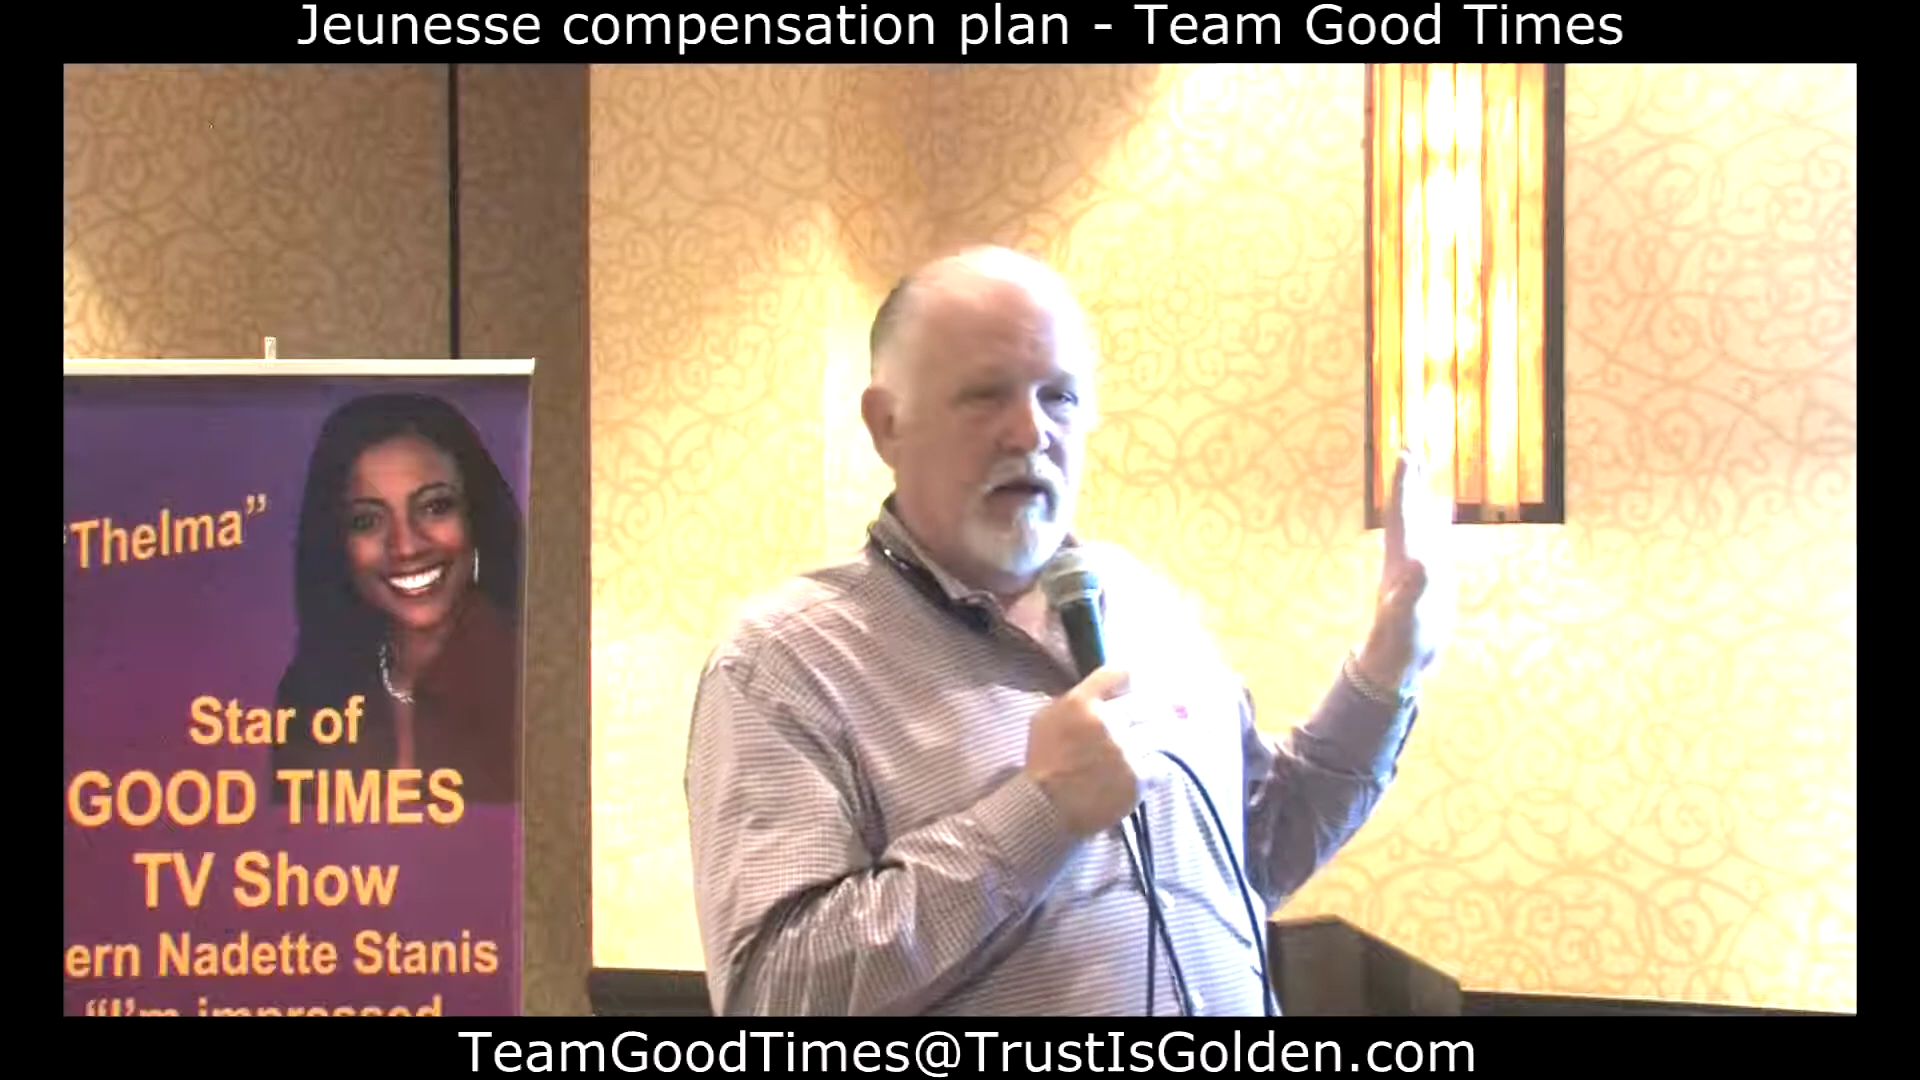 Jeunesse compensation plan - Team Good Times
"Thelma"
Star of
GOOD TIMES
TV Show
ern Nadette Stanis
"I'm impressed
TeamGoodTimes@TrustIsGolden.com